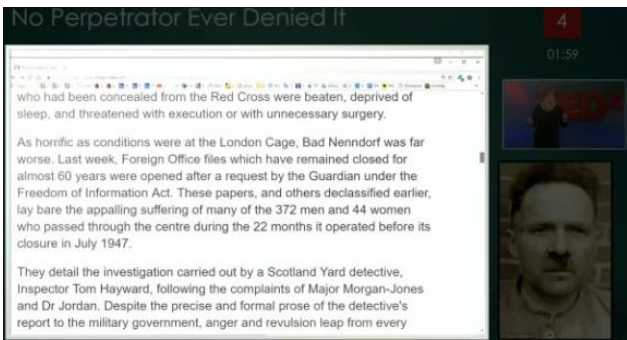 No Perpetrator Ever Denied It
4
01:59
who had been concealed from the Red Cross were beaten, deprived of
sleep, and threatened with execution or with unnecessary surgery.
As horrific as conditions were at the London Cage, Bad Nenndorf was far
worse. Last week, Foreign Office files which have remained closed for
almost 60 years were opened after a request by the Guardian under the
Freedom of Information Act. These papers, and others declassified earlier,
lay bare the appalling suffering of many of the 372 men and 44 women
who passed through the centre during the 22 months it operated before its
closure in July 1947.
They detail the investigation carried out by a Scotland Yard detective,
Inspector Tom Hayward, following the complaints of Major Morgan-Jones
and Dr Jordan. Despite the precise and formal prose of the detective's
report to the military government, anger and revulsion leap from every